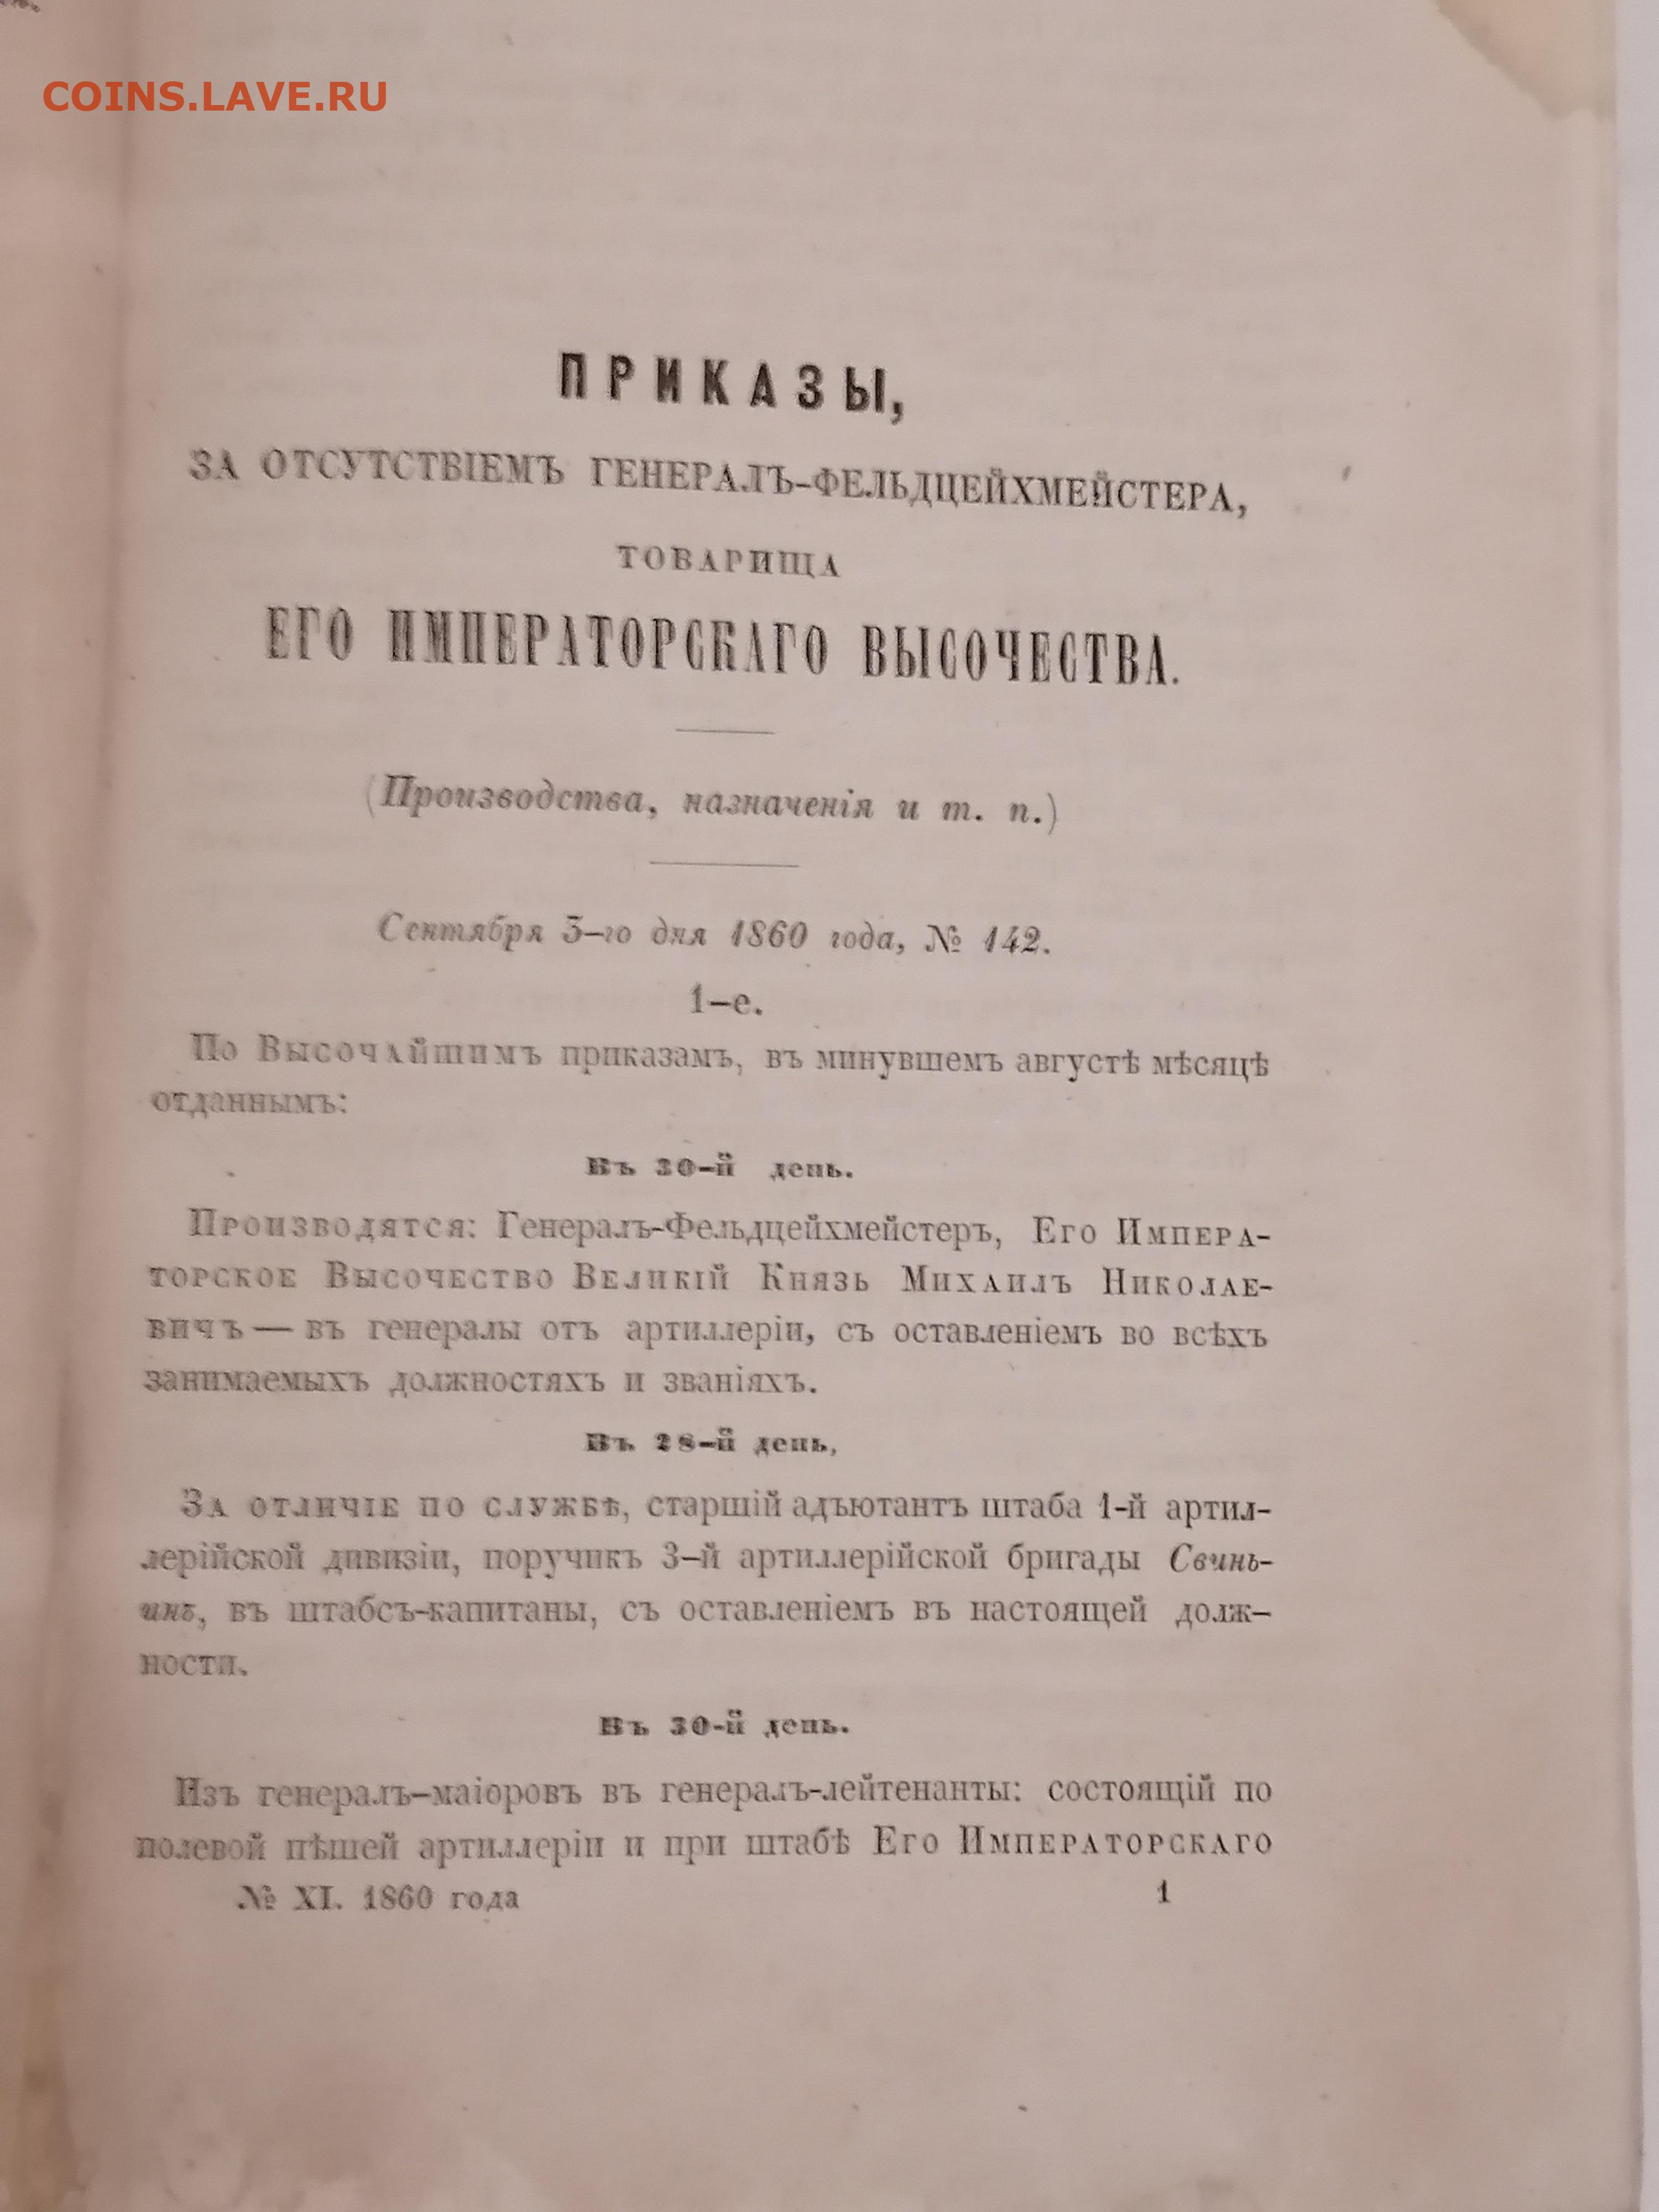 COINS.LAVE.RU
ПРИКАЗЫ,
ЗА ОТСУТСТВІЕМЪ ГЕНЕРАЛЪ-ФЕЛЬДЦЕЙХМЕЙСТЕРА,
ТОВАРИЩА
ЕГО ИМПЕРАТОРСКАГО ВЫСОЧЕСТВА.
(Производства, назначенія и т. п.)
Сентября 3-го дня 1860 года, № 142.
1-е.
По Высочайшимъ приказамъ, въ минувшемъ августѣ мѣсяцѣ
отданнымъ:
Въ 30-й день.
Производятся: Генералъ-Фельдцейхмейстеръ, Его Импера-
торское Высочество Великій Князь Михаилъ Николае-
вичъ — въ генералы отъ артиллеріи, съ оставленіемъ во всѣхъ
занимаемыхъ должностяхъ и званіяхъ.
Въ 28-й день,
За отличіе по службѣ, старшій адъютантъ штаба 1-й артил-
лерійской дивизіи, поручикъ 3-й артиллерійской бригады Свинь-
инъ, въ штабсъ-капитаны, съ оставленіемъ въ настоящей долж-
ности.
Въ 30-й день.
Изъ генералъ-маіоровъ въ генералъ-лейтенанты: состоящій по
полевой пѣшей артиллеріи и при штабѣ Его Императорскаго
№ XI. 1860 года 1